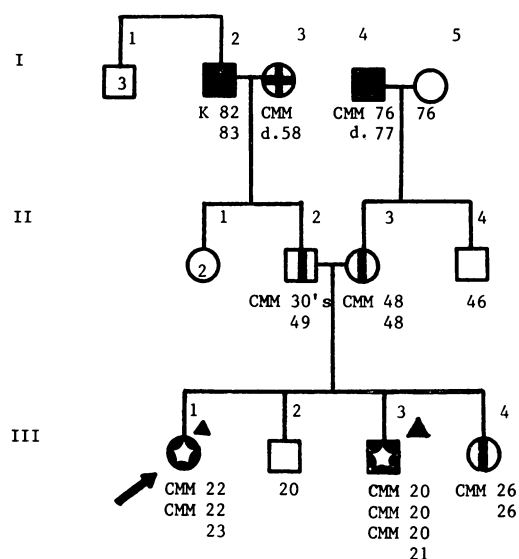 1 2 3 4 5
I
3
K 82 CMM CMM 76 76
83 d.58 d. 77
II
1 2 3 4
2
CMM 30's CMM 48 46
49 48
III
1 2 3 4
CMM 22 20 CMM 20 CMM 26
CMM 22 CMM 20 26
23 CMM 20
21